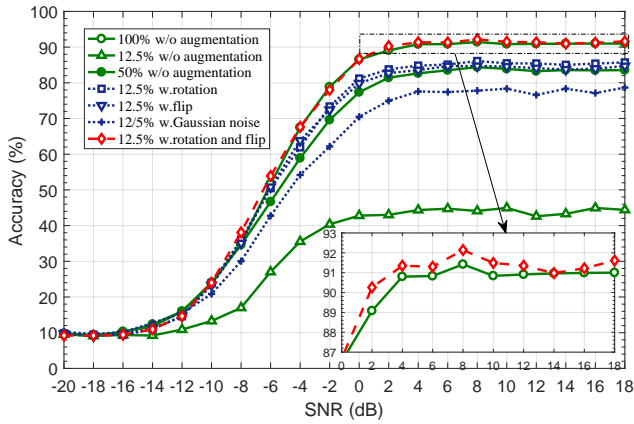 100
90
80
70
60
50
40
30
20
10
0
Accuracy (%)
100% w/o augmentation
12.5% w/o augmentation
50% w/o augmentation
12.5% w.rotation
12.5% w.flip
12/5% w.Gaussian noise
12.5% w.rotation and flip
93
92
91
90
89
88
87
0 2 4 6 8 10 12 14 16 18
-20 -18 -16 -14 -12 -10 -8 -6 -4 -2 0 2 4 6 8 10 12 14 16 18
SNR (dB)